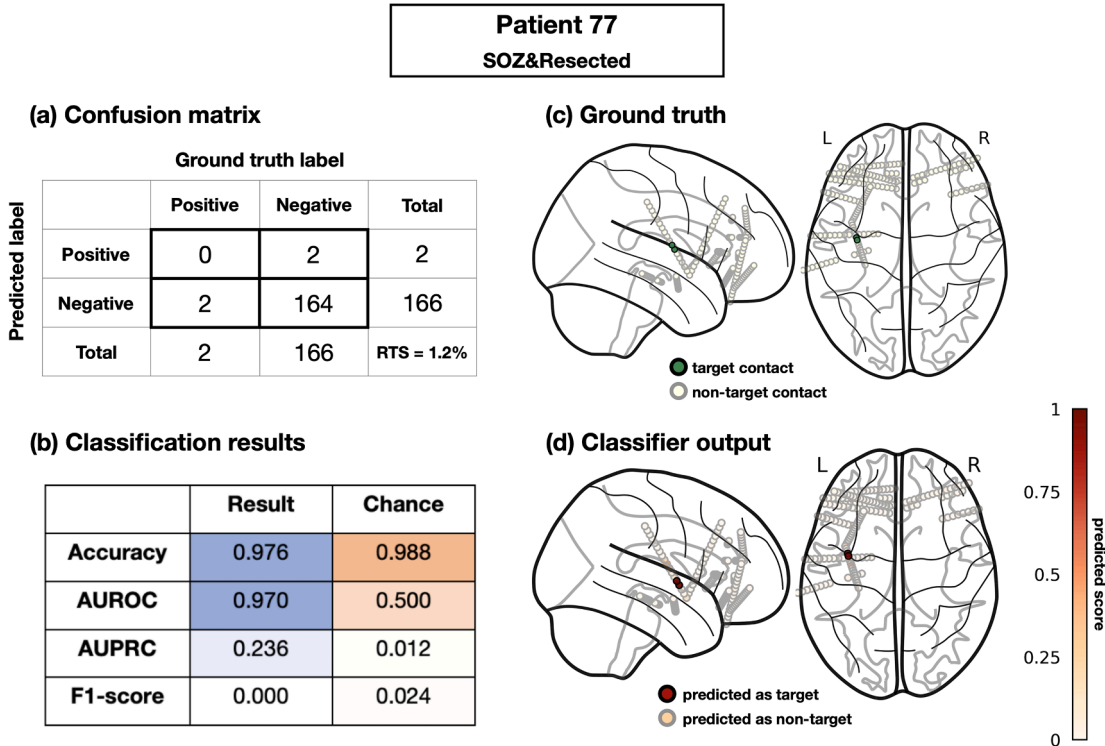 Patient 77
SOZ&Resected
(a) Confusion matrix
Ground truth label
Predicted label
Positive Negative Total
Positive 0 2 2
Negative 2 164 166
Total 2 166 RTS = 1.2%
(b) Classification results
Result Chance
Accuracy 0.976 0.988
AUROC 0.970 0.500
AUPRC 0.236 0.012
F1-score 0.000 0.024
(c) Ground truth
L R
target contact
non-target contact
(d) Classifier output
L R
predicted as target
predicted as non-target
1
0.75
0.5
0.25
0
predicted score